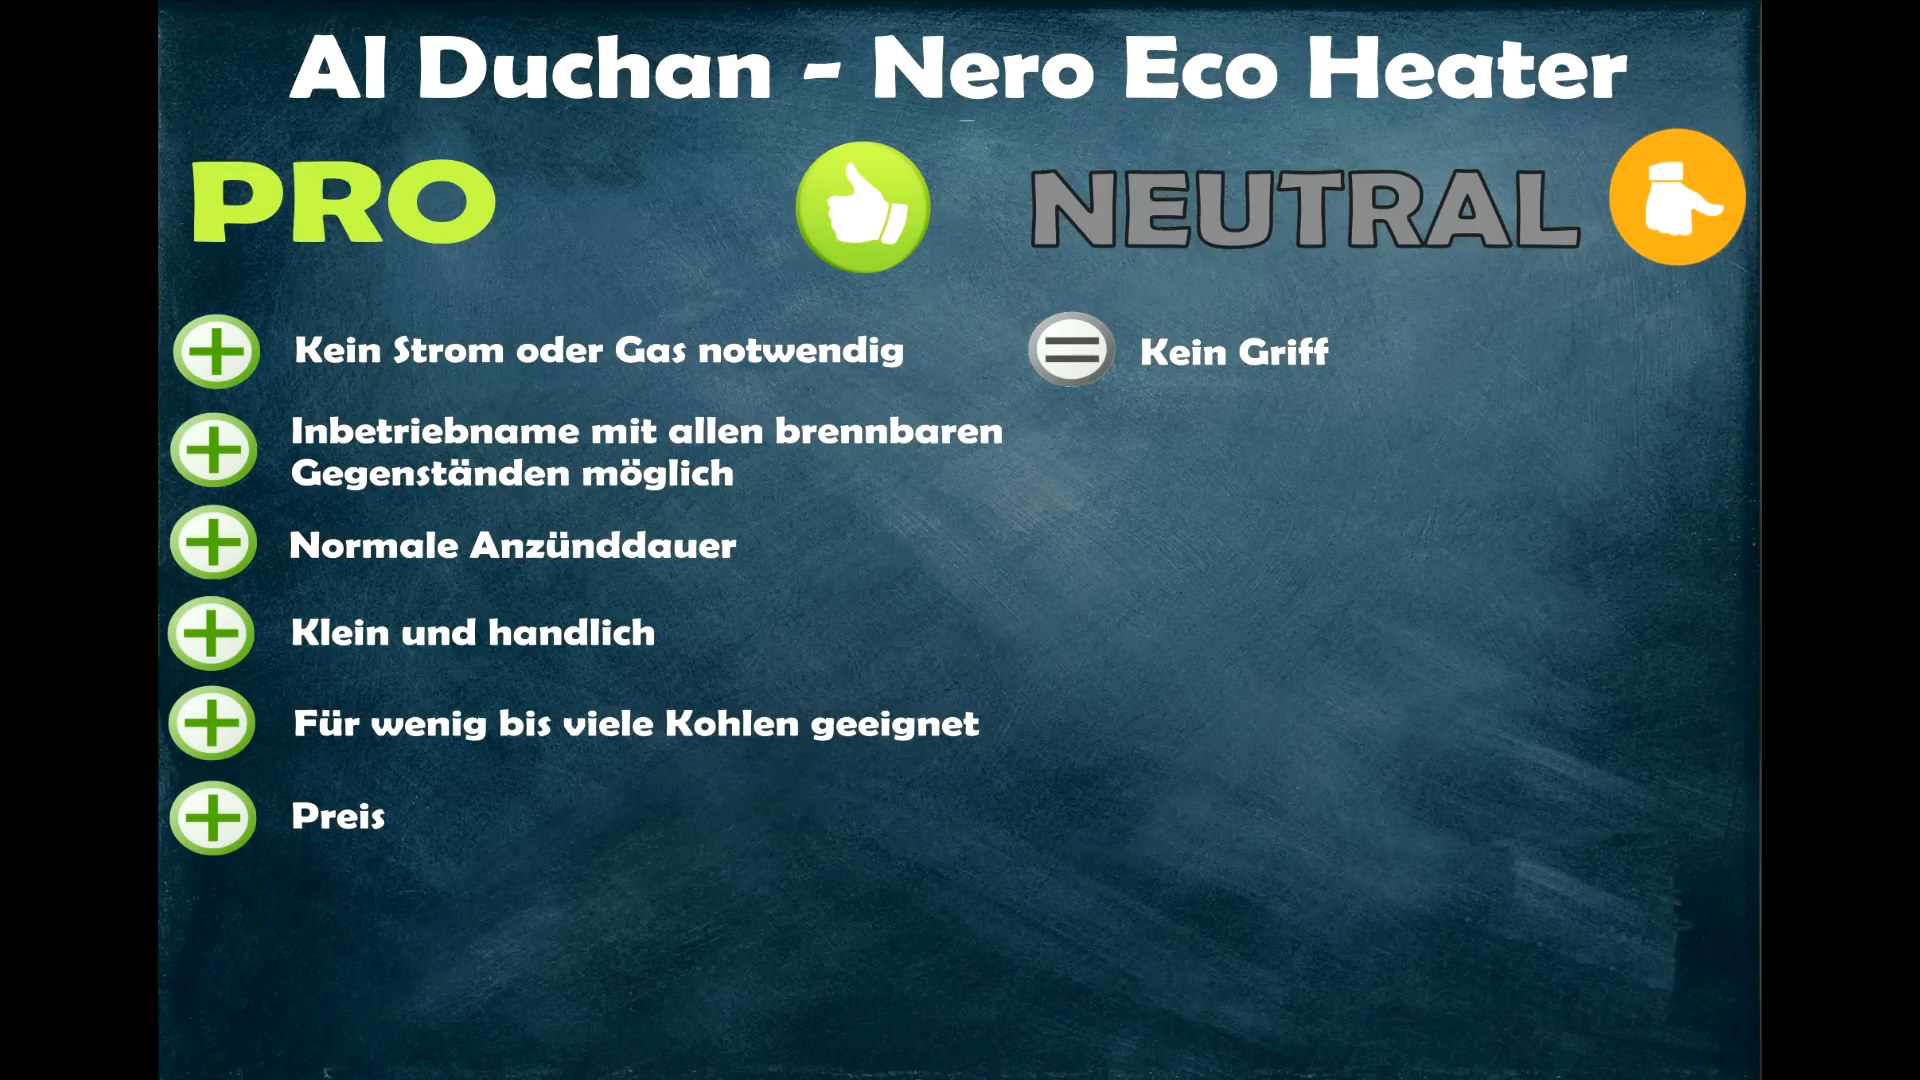 Al Duchan - Nero Eco Heater
PRO
NEUTRAL
Kein Strom oder Gas notwendig
Inbetriebname mit allen brennbaren
Gegenständen möglich
Normale Anzünddauer
Klein und handlich
Für wenig bis viele Kohlen geeignet
Preis
Kein Griff